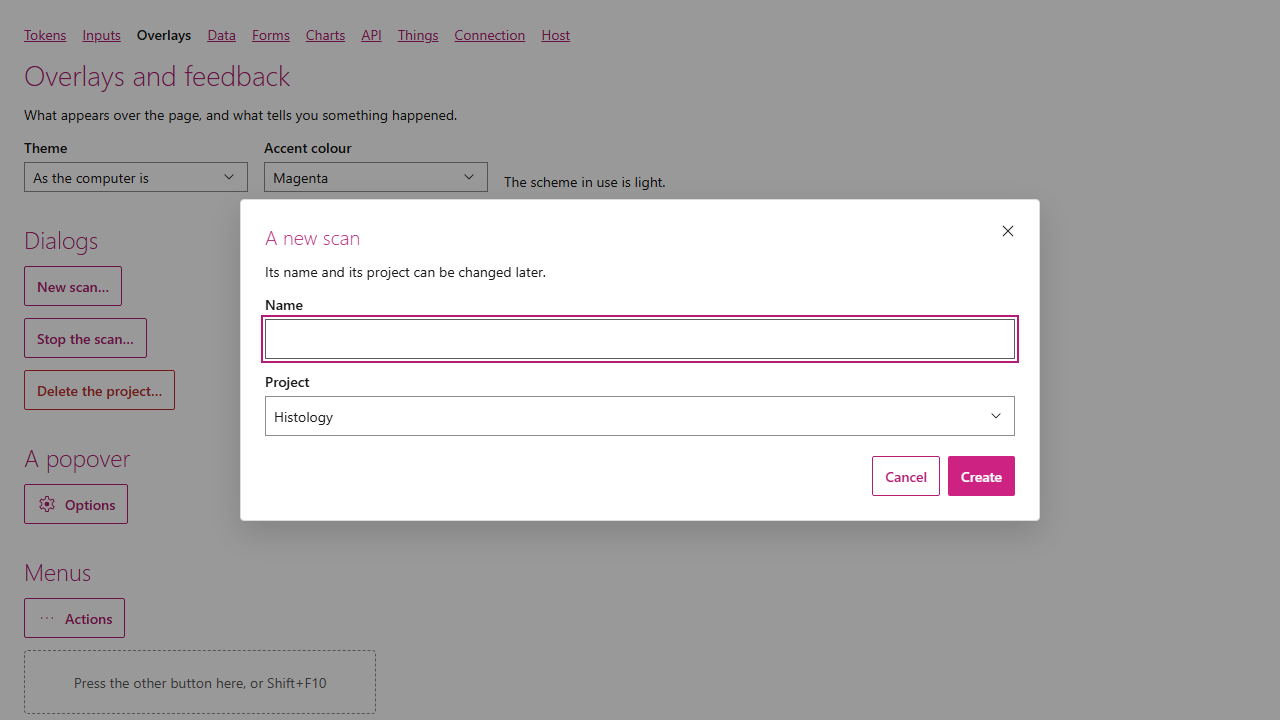 Tokens Inputs Overlays Data Forms Charts API Things Connection Host
Overlays and feedback
What appears over the page, and what tells you something happened.
Theme Accent colour
As the computer is Magenta The scheme in use is light.
Dialogs
New scan...
Stop the scan...
Delete the project...
A popover
Options
Menus
Actions
Press the other button here, or Shift+F10
A new scan
Its name and its project can be changed later.
Name
Project
Histology
Cancel Create